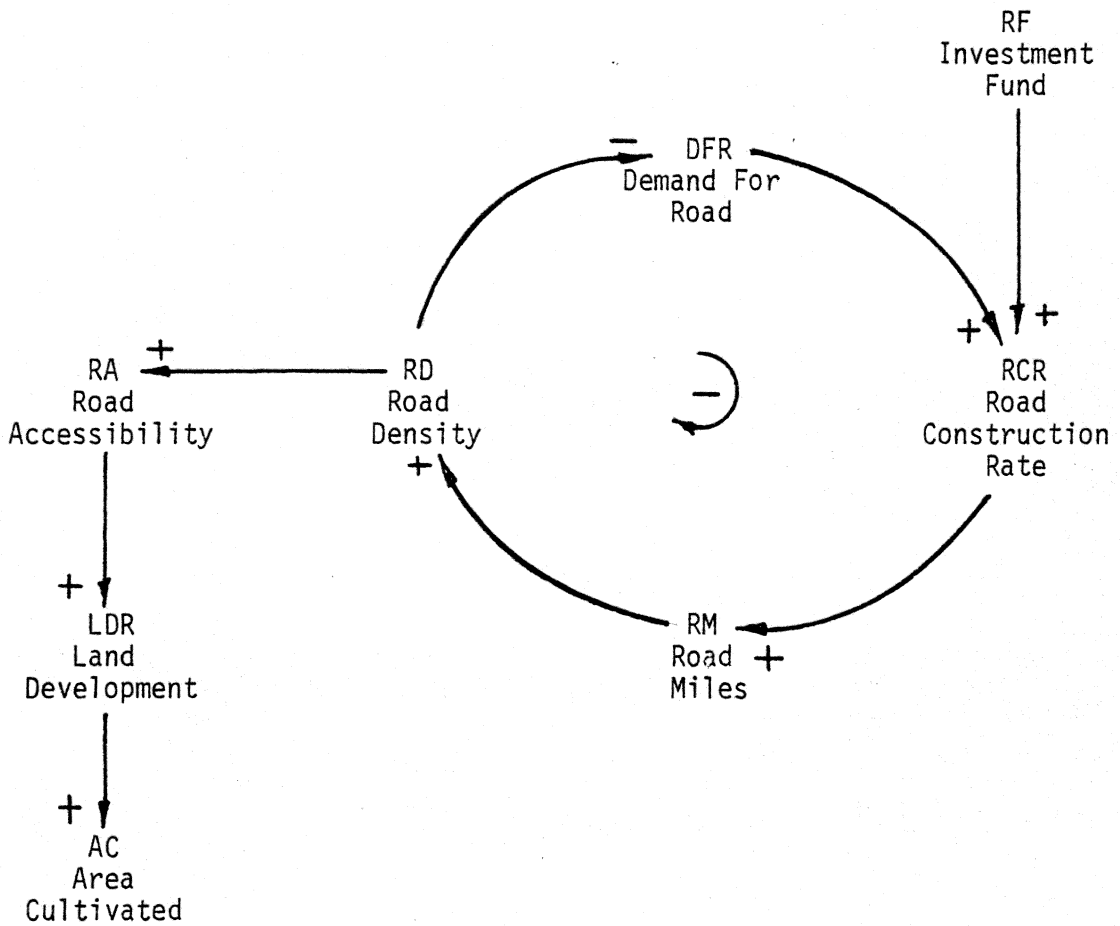 RF
Investment
Fund
−
DFR
Demand For
Road
+
+
+
RA
Road
Accessibility
RD
Road
Density
+
−
RCR
Road
Construction
Rate
+
LDR
Land
Development
RM
Road +
Miles
+
AC
Area
Cultivated